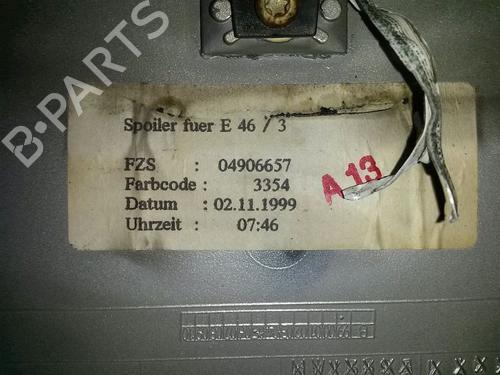 B-PARTS
Spoiler fuer E 46 / 3
FZS : 04906657
Farbcode : 3354
Datum : 02.11.1999
Uhrzeit : 07:46
A 13